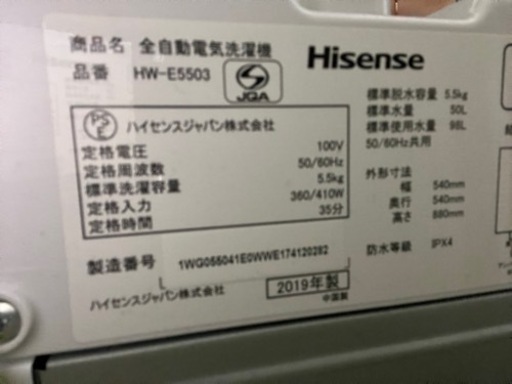 商品名 全自動電気洗濯機
品番 HW-E5503
JQA
Hisense
PSE
ハイセンスジャパン株式会社
定格電圧 100V
定格周波数 50/60Hz
標準洗濯容量 5.5kg
定格入力 360/410W
定格時間 35分
標準脱水容量 5.5kg
標準水量 50L
標準使用水量 98L
50/60Hz共用
外形寸法
幅 540mm
奥行 540mm
高さ 880mm
防水等級 IPX4
製造番号 1WG055041E0WWE174120282
ハイセンスジャパン株式会社
2019年製
中国製